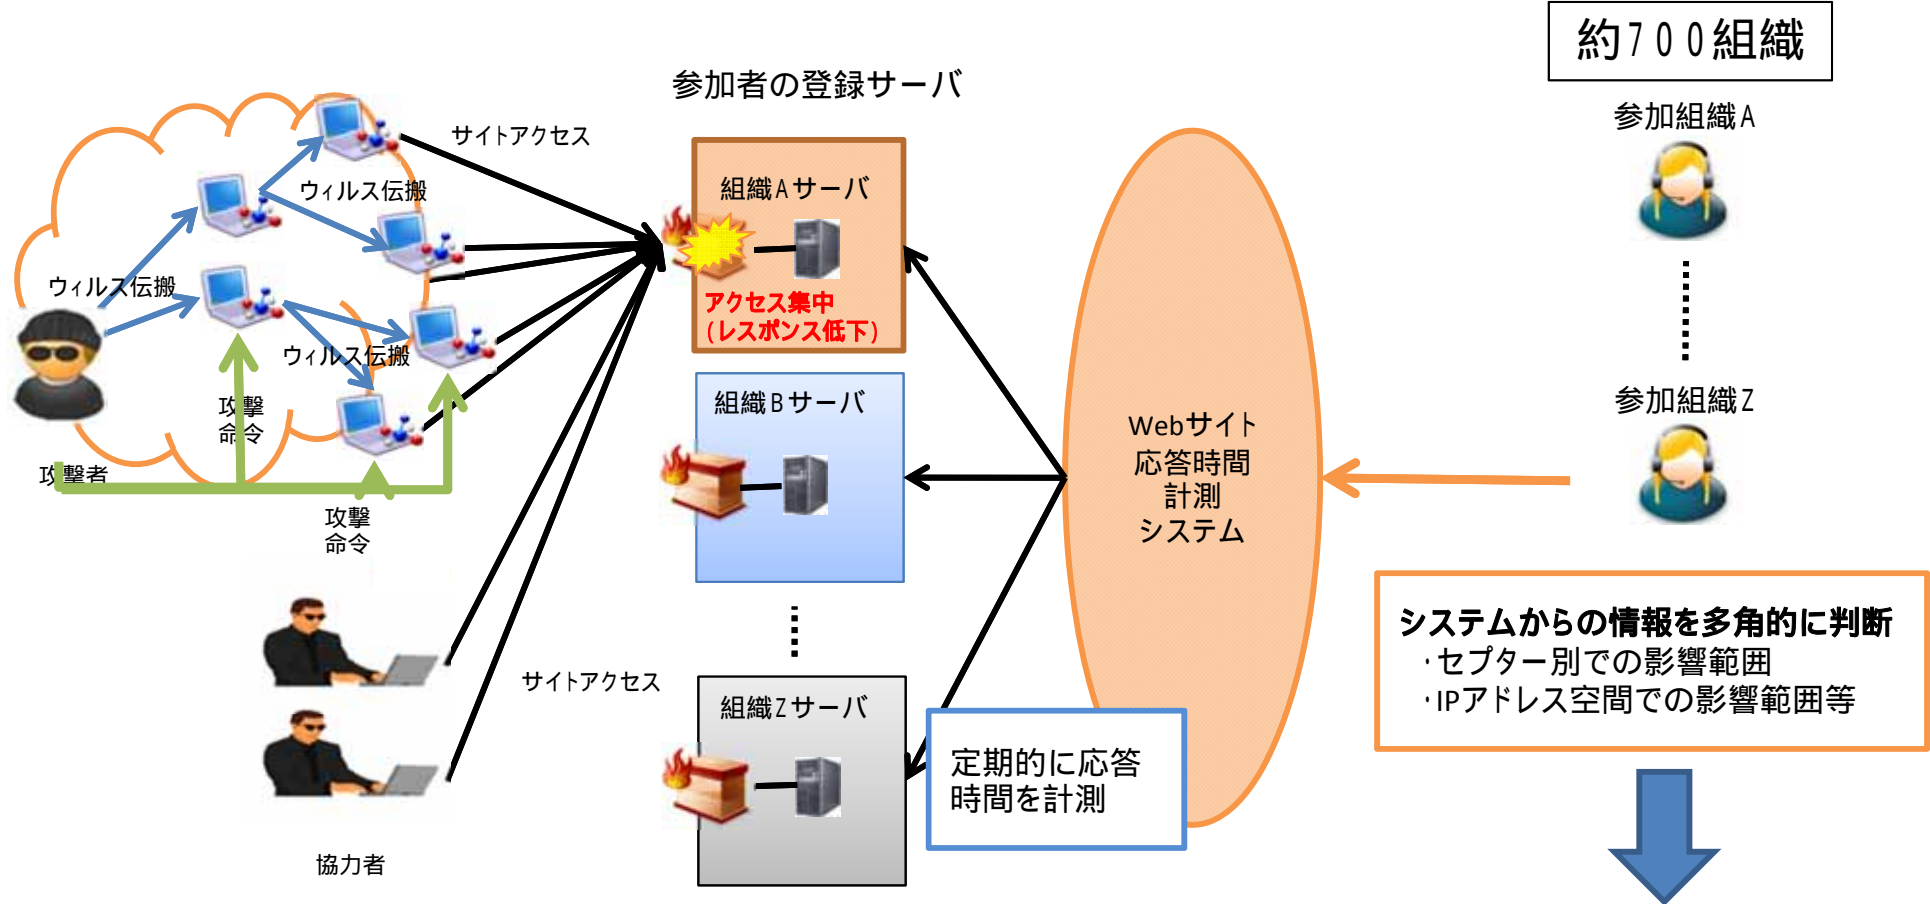 約700組織
参加者の登録サーバ
参加組織A
サイトアクセス
ウィルス伝搬
組織Aサーバ
ウィルス伝搬
アクセス集中
(レスポンス低下)
ウィルス伝搬
組織Bサーバ
参加組織Z
攻撃
命令
Webサイト
応答時間
計測
システム
攻撃者
攻撃
命令
システムからの情報を多角的に判断
・セプター別での影響範囲
・IPアドレス空間での影響範囲等
サイトアクセス
組織Zサーバ
定期的に応答
時間を計測
協力者